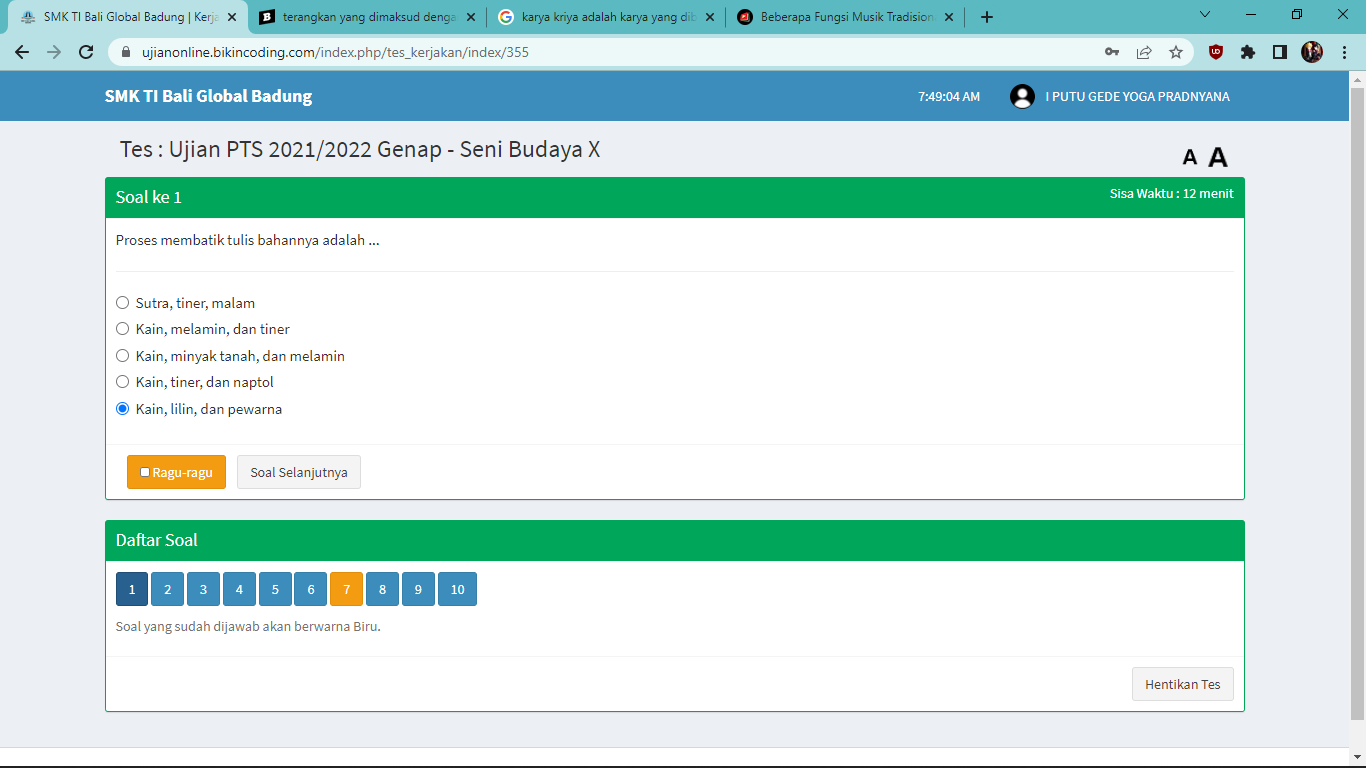 SMK TI Bali Global Badung | Kerja
terangkan yang dimaksud denga
karya kriya adalah karya yang dib
Beberapa Fungsi Musik Tradision
ujianonline.bikincoding.com/index.php/tes_kerjakan/index/355
SMK TI Bali Global Badung
7:49:04 AM
I PUTU GEDE YOGA PRADNYANA
Tes : Ujian PTS 2021/2022 Genap - Seni Budaya X
A A
Soal ke 1
Sisa Waktu : 12 menit
Proses membatik tulis bahannya adalah ...
Sutra, tiner, malam
Kain, melamin, dan tiner
Kain, minyak tanah, dan melamin
Kain, tiner, dan naptol
Kain, lilin, dan pewarna
Ragu-ragu
Soal Selanjutnya
Daftar Soal
1 2 3 4 5 6 7 8 9 10
Soal yang sudah dijawab akan berwarna Biru.
Hentikan Tes